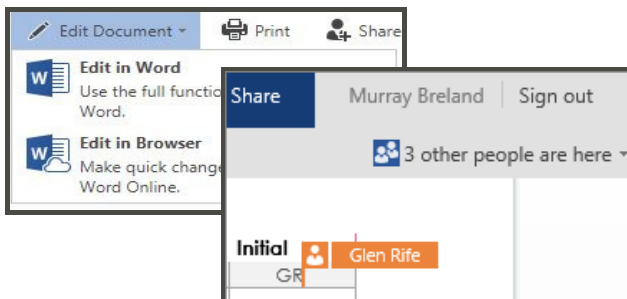 Edit Document
Print
Share
Edit in Word
Use the full functio
Word.
Edit in Browser
Make quick change
Word Online.
Share
Murray Breland
Sign out
3 other people are here
Initial
Glen Rife
GR